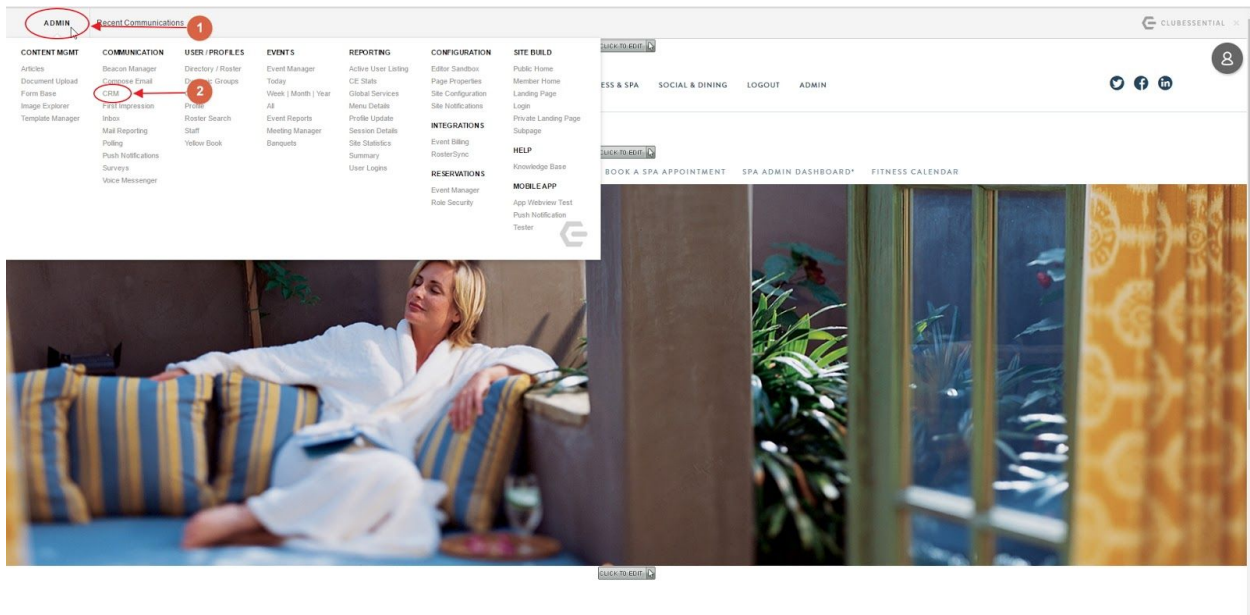 ADMIN Recent Communications 1
CLUBESSENTIAL ×
CONTENT MGMT
Articles
Document Upload
Form Base
Image Explorer
Template Manager
COMMUNICATION
Beacon Manager
Compose Email
CRM
First Impression
Inbox
Mail Reporting
Polling
Push Notifications
Surveys
Voice Messenger
2
USER / PROFILES
Directory / Roster
Groups
Profile
Roster Search
Staff
Yellow Book
EVENTS
Event Manager
Today
Week | Month | Year
All
Event Reports
Meeting Manager
Banquets
REPORTING
Active User Listing
CE Stats
Global Services
Menu Details
Profile Update
Session Details
Site Statistics
Summary
User Logins
CONFIGURATION
Editor Sandbox
Page Properties
Site Configuration
Site Notifications
INTEGRATIONS
Event Billing
RosterSync
RESERVATIONS
Event Manager
Role Security
SITE BUILD
Public Home
Member Home
Landing Page
Login
Private Landing Page
Subpage
HELP
Knowledge Base
MOBILE APP
App Webview Test
Push Notification
Tester
CLICK TO EDIT
ESS & SPA SOCIAL & DINING LOGOUT ADMIN
CLICK TO EDIT
BOOK A SPA APPOINTMENT SPA ADMIN DASHBOARD* FITNESS CALENDAR
CLICK TO EDIT